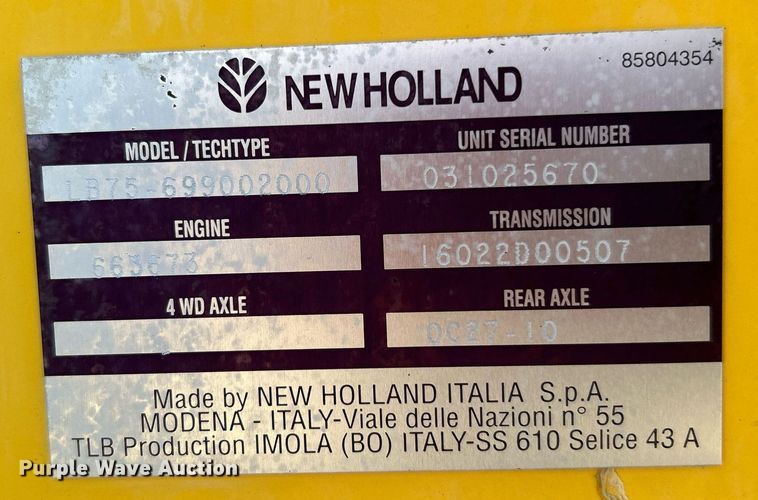 NEW HOLLAND 85804354
MODEL / TECHTYPE UNIT SERIAL NUMBER
LB75-699002000 031025670
ENGINE TRANSMISSION
663673 16022D00507
4 WD AXLE REAR AXLE
0C27-10
Made by NEW HOLLAND ITALIA S.p.A.
MODENA - ITALY-Viale delle Nazioni n° 55
TLB Production IMOLA (BO) ITALY-SS 610 Selice 43 A
Purple Wave Auction